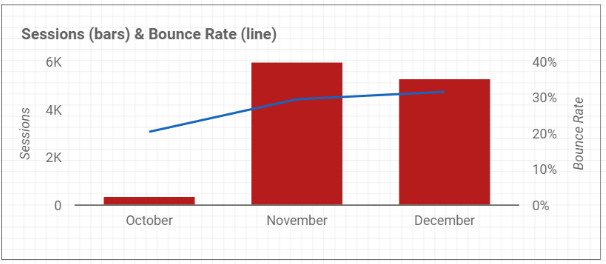 Sessions (bars) & Bounce Rate (line)
6K
4K
2K
0
Sessions
40%
30%
20%
10%
0%
Bounce Rate
October
November
December